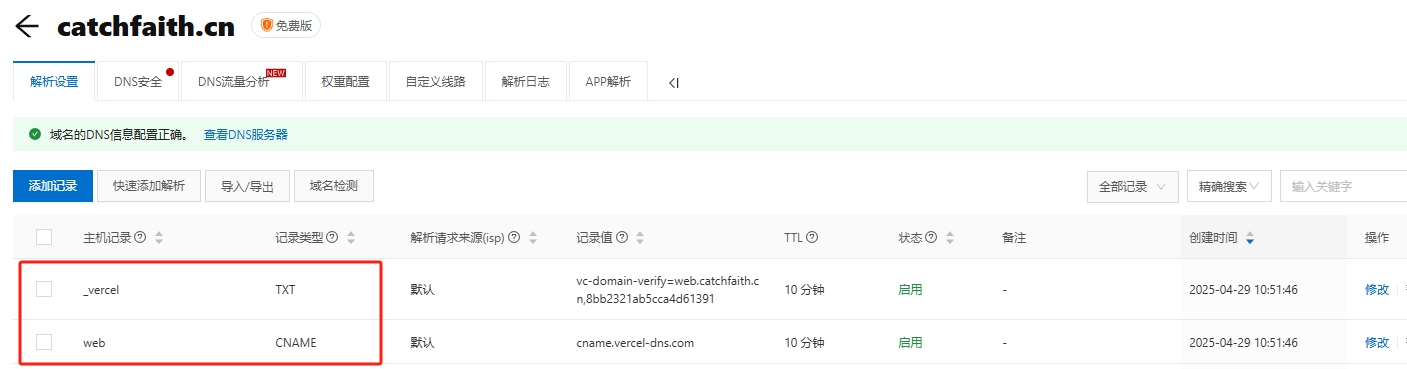 catchfaith.cn 免费版
解析设置 DNS安全 DNS流量分析 NEW 权重配置 自定义线路 解析日志 APP解析
域名的DNS信息配置正确。 查看DNS服务器
添加记录 快速添加解析 导入/导出 域名检测 全部记录 精确搜索 输入关键字
主机记录 记录类型 解析请求来源(isp) 记录值 TTL 状态 备注 创建时间 操作
_vercel TXT 默认 vc-domain-verify=web.catchfaith.c
n,8bb2321ab5cca4d61391 10 分钟 启用 - 2025-04-29 10:51:46 修改
web CNAME 默认 cname.vercel-dns.com 10 分钟 启用 - 2025-04-29 10:51:46 修改